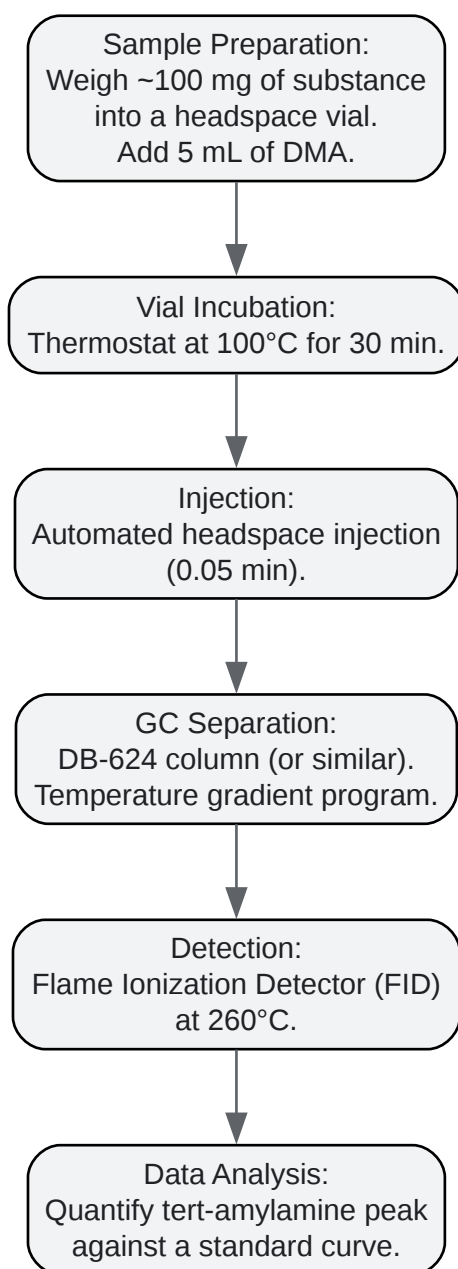 Sample Preparation:
Weigh ~100 mg of substance
into a headspace vial.
Add 5 mL of DMA.
Vial Incubation:
Thermostat at 100°C for 30 min.
Injection:
Automated headspace injection
(0.05 min).
GC Separation:
DB-624 column (or similar).
Temperature gradient program.
Detection:
Flame Ionization Detector (FID)
at 260°C.
Data Analysis:
Quantify tert-amylamine peak
against a standard curve.